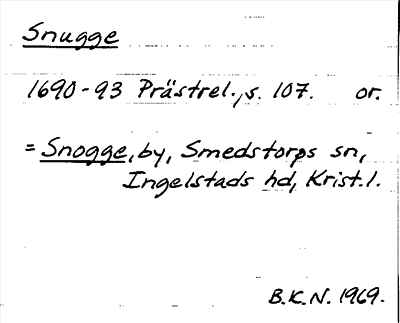 Snugge
1690-93 Prästrel., s. 107. or.
= Snogge, by, Smedstorps sn,
Ingelstads hd, Krist. l.
B.K.N. 1969.